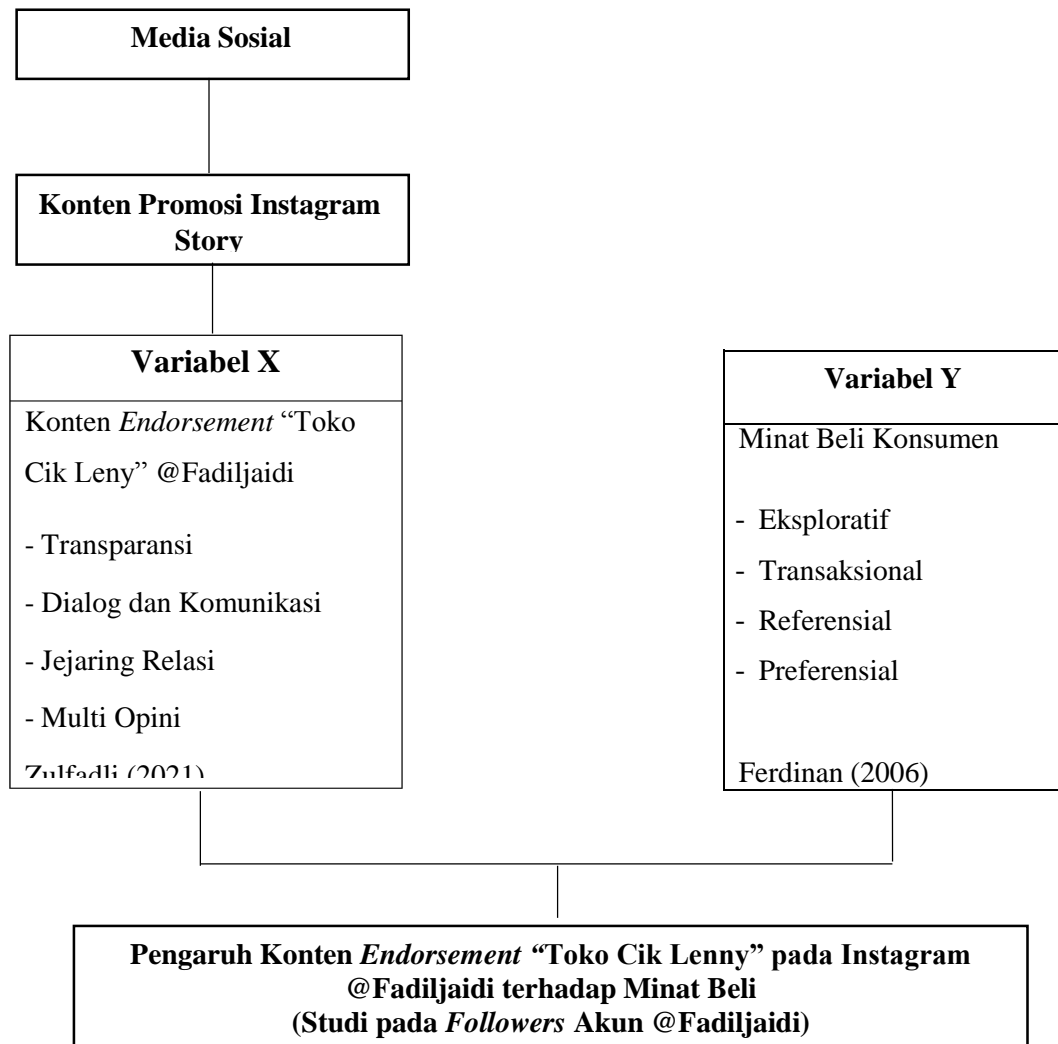 Media Sosial
Konten Promosi Instagram
Story
Variabel X
Konten Endorsement “Toko
Cik Leny” @Fadiljaidi
- Transparansi
- Dialog dan Komunikasi
- Jejaring Relasi
- Multi Opini
Zulfadli (2021)
Variabel Y
Minat Beli Konsumen
- Eksploratif
- Transaksional
- Referensial
- Preferensial
Ferdinan (2006)
Pengaruh Konten Endorsement “Toko Cik Lenny” pada Instagram
@Fadiljaidi terhadap Minat Beli
(Studi pada Followers Akun @Fadiljaidi)